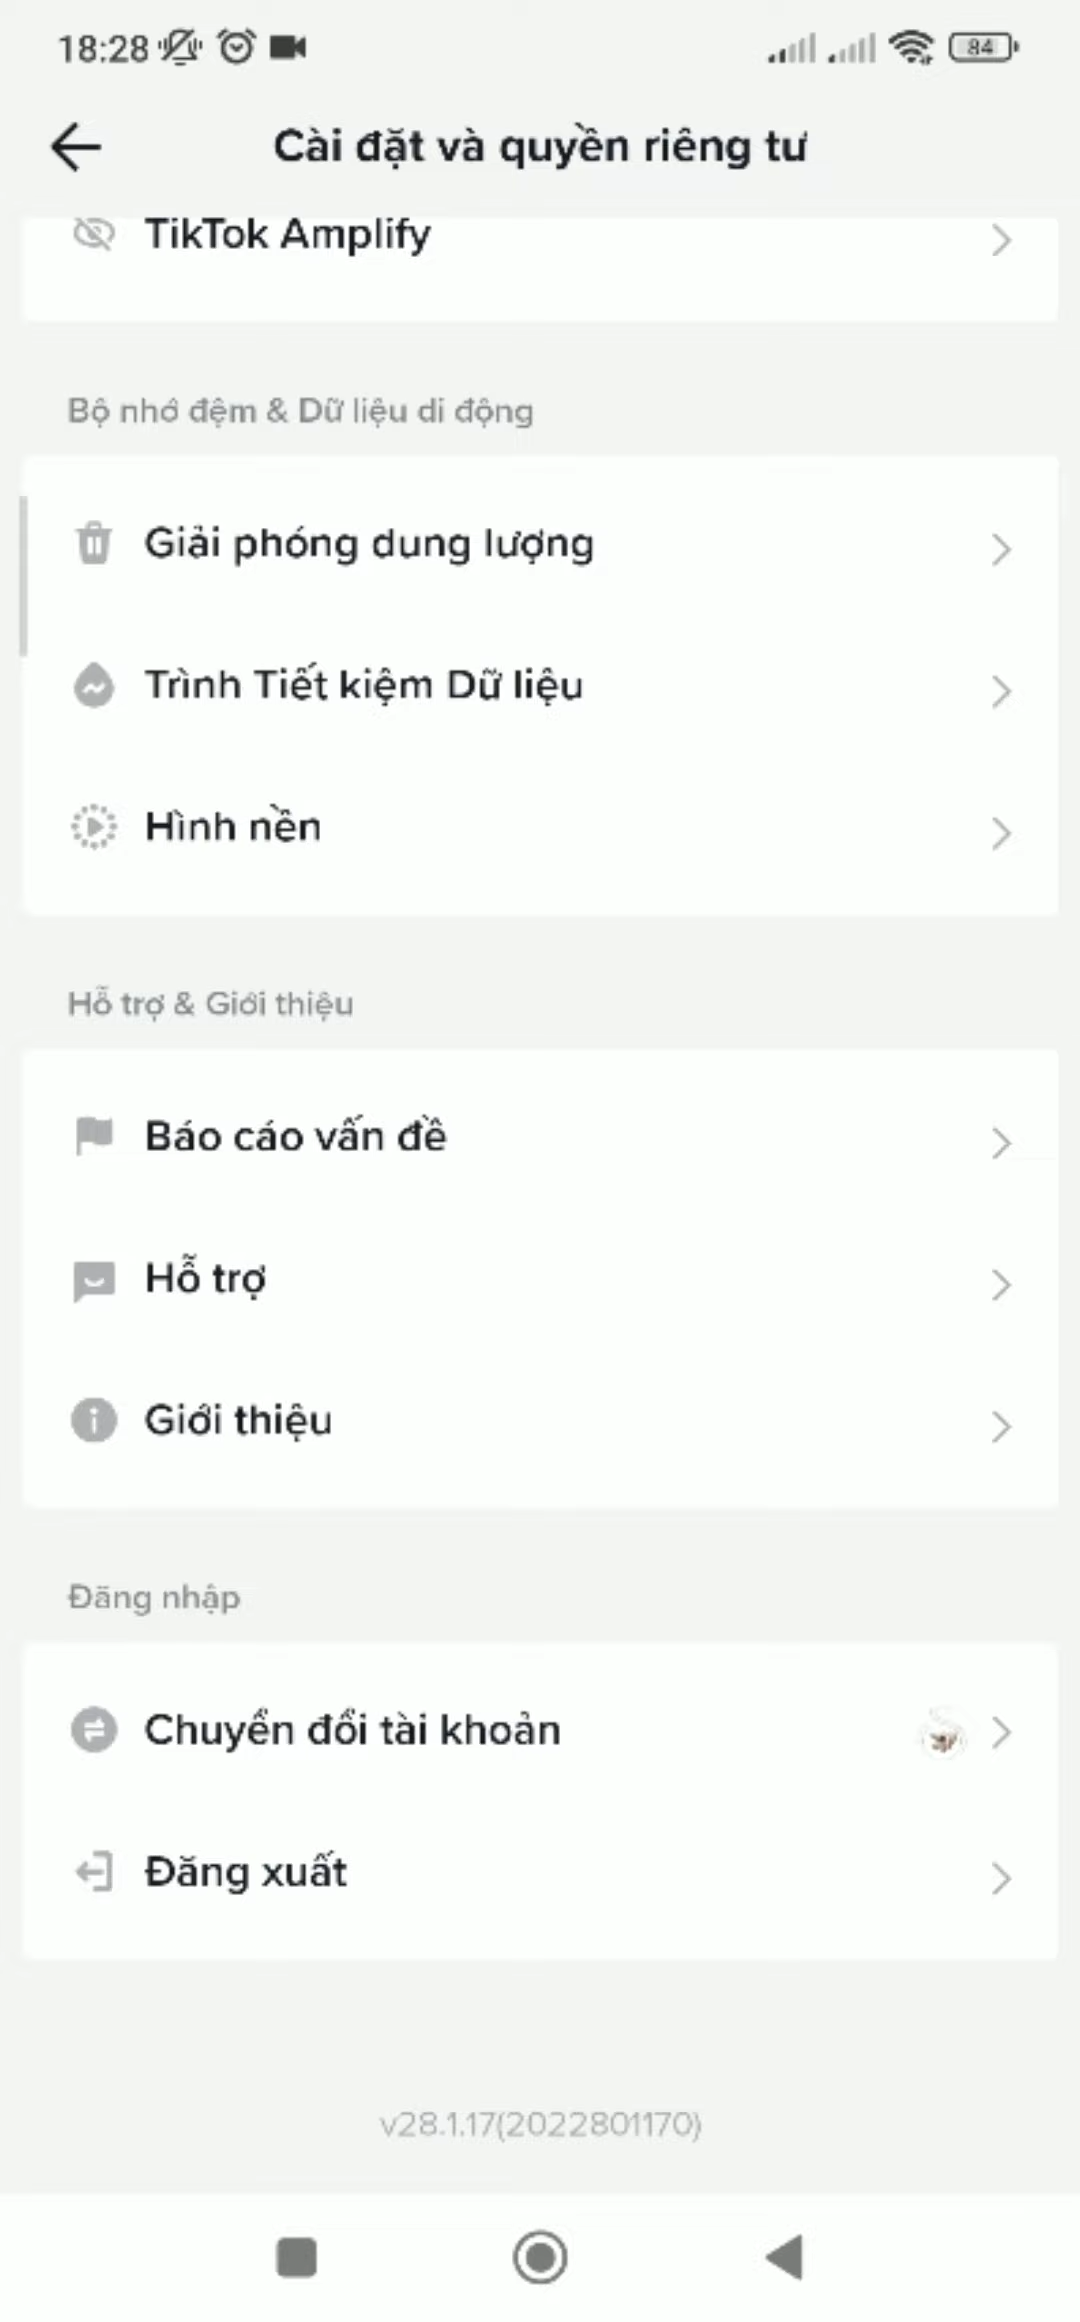 18:28 84
Cài đặt và quyền riêng tư
TikTok Amplify
Bộ nhớ đệm & Dữ liệu di động
Giải phóng dung lượng
Trình Tiết kiệm Dữ liệu
Hình nền
Hỗ trợ & Giới thiệu
Báo cáo vấn đề
Hỗ trợ
Giới thiệu
Đăng nhập
Chuyển đổi tài khoản
Đăng xuất
v28.1.17(2022801170)